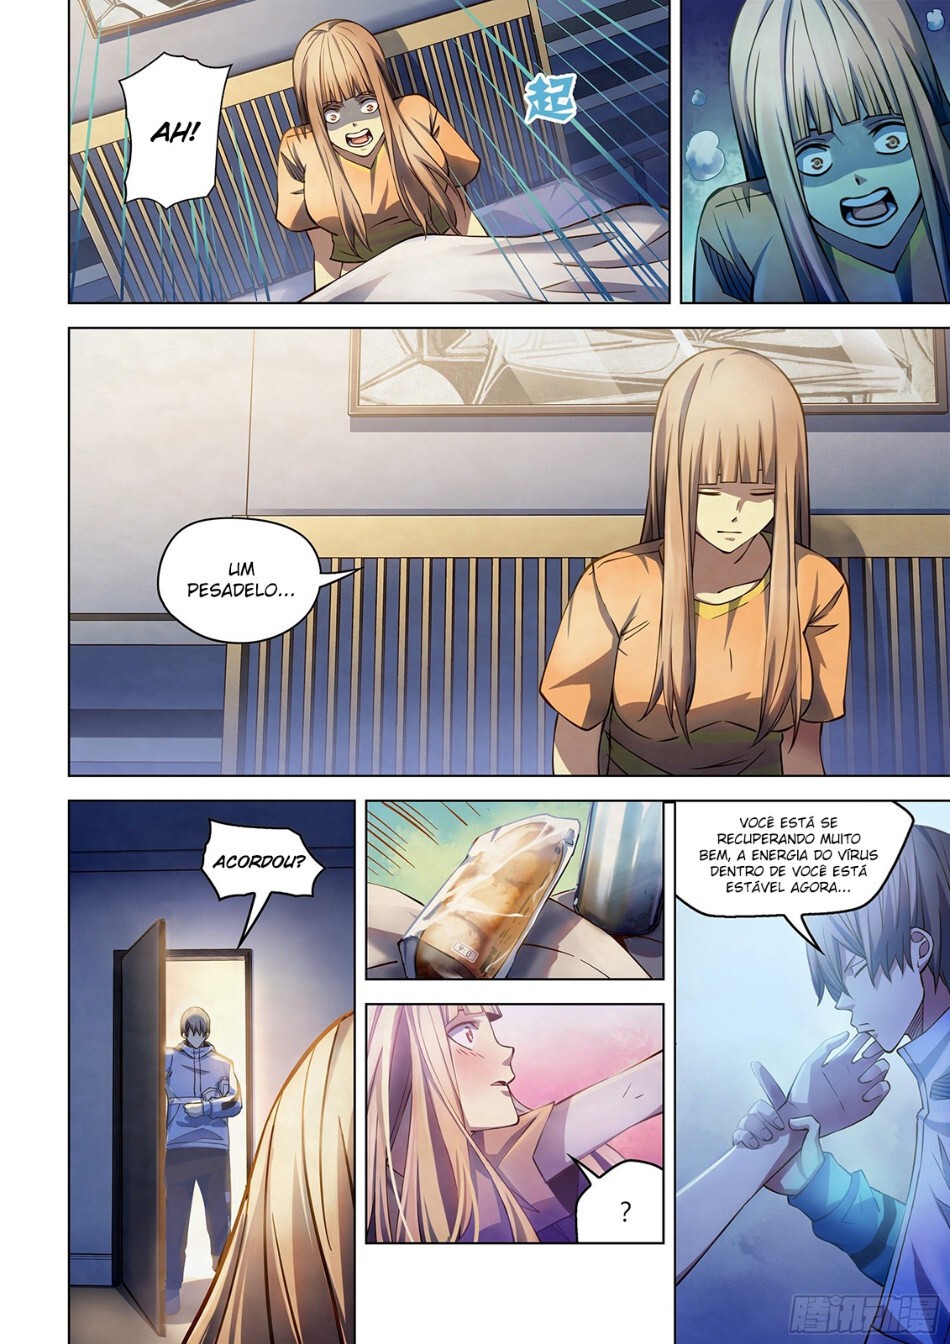 AH!
起
UM
PESADELO...
ACORDOU?
VOCÊ ESTÁ SE
RECUPERANDO MUITO
BEM, A ENERGIA DO VÍRUS
DENTRO DE VOCÊ ESTÁ
ESTÁVEL AGORA...
?
腾讯动漫